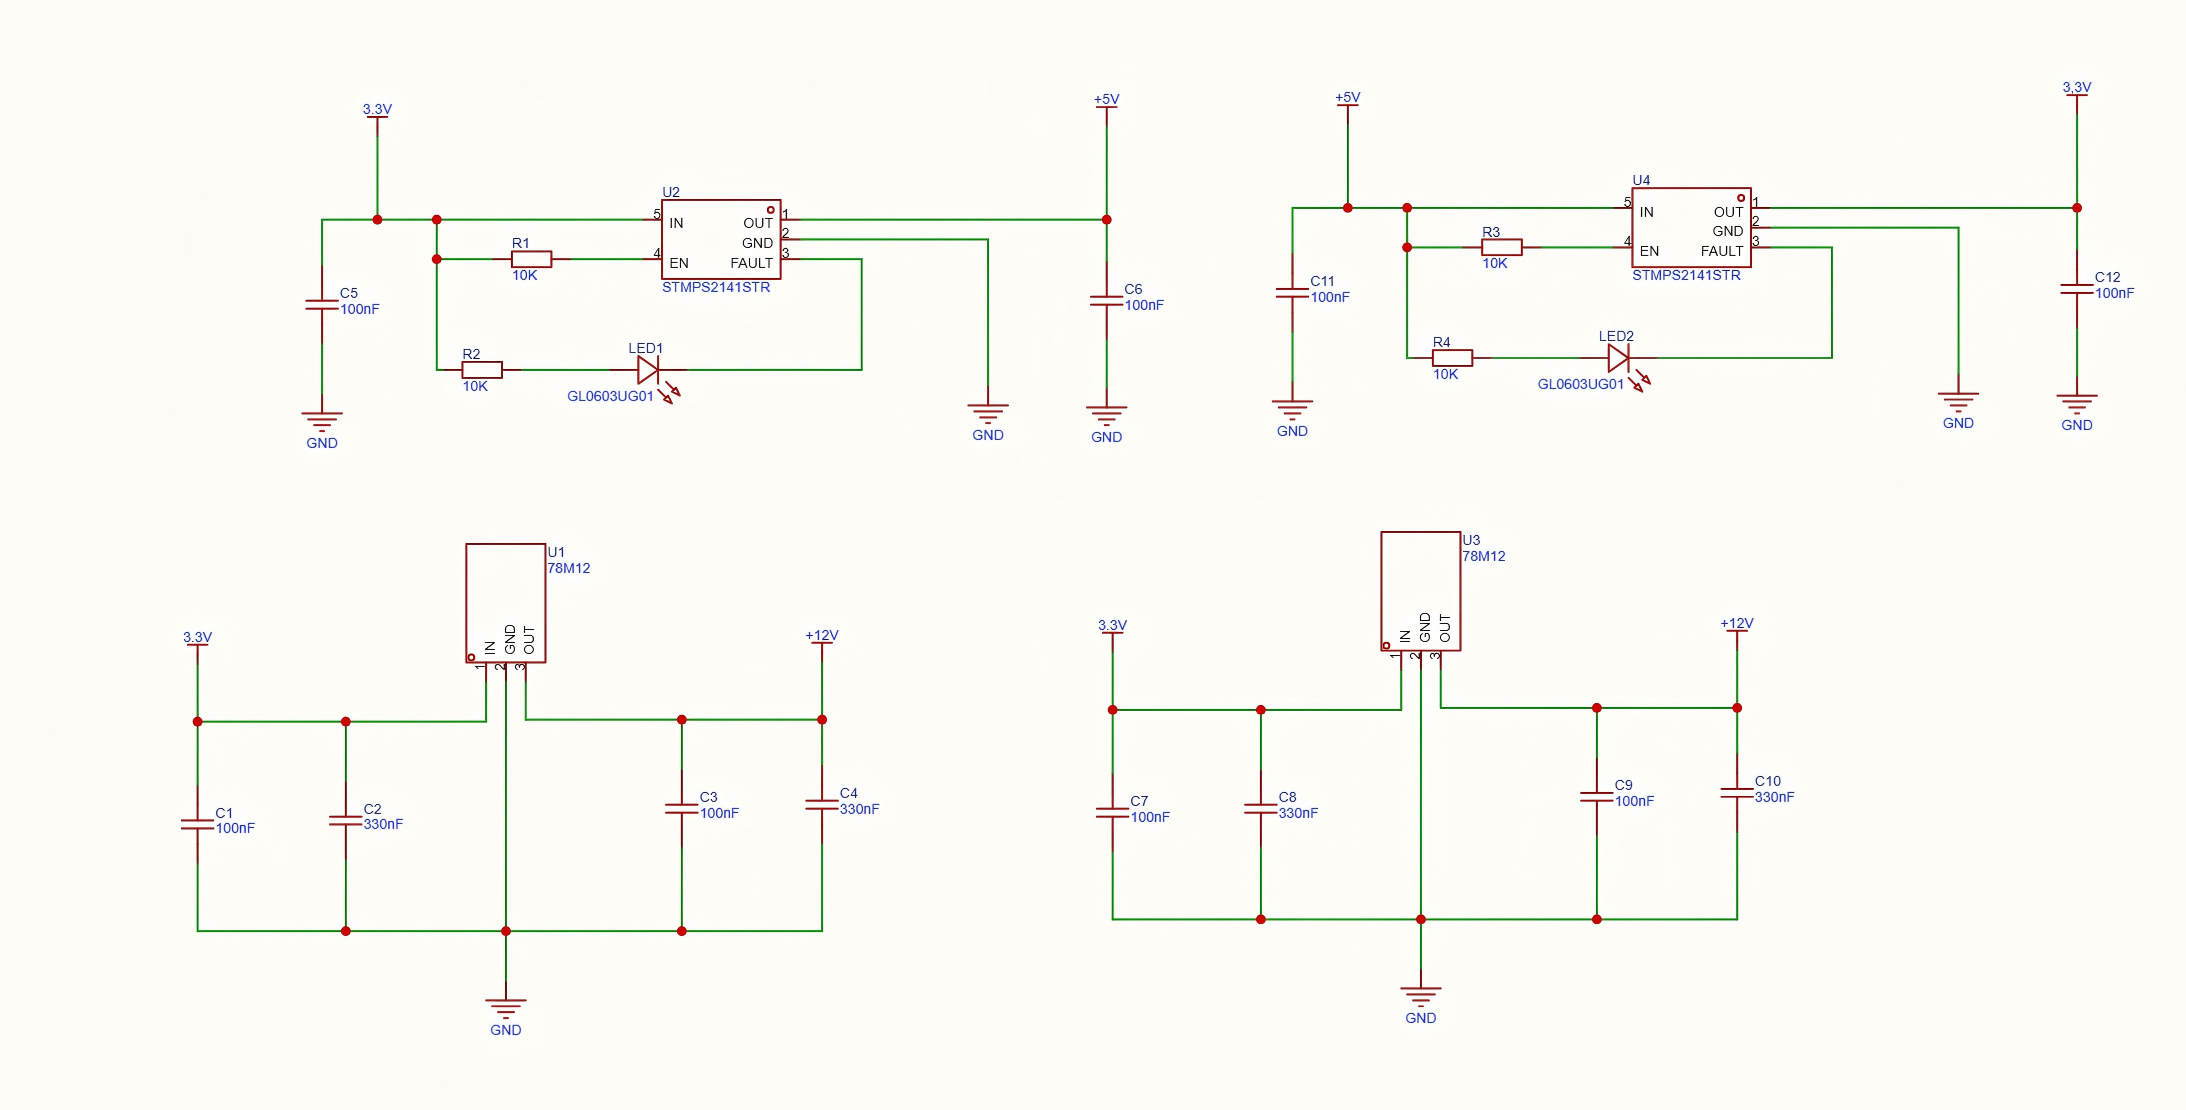 3.3V
U2
5
IN
OUT
1
GND
2
4
EN
FAULT
3
STMPS2141STR
R1
10K
C5
100nF
R2
10K
LED1
GL0603UG01
GND
GND
+5V
C6
100nF
GND
+5V
U4
5
IN
OUT
1
GND
2
4
EN
FAULT
3
STMPS2141STR
R3
10K
C11
100nF
R4
10K
LED2
GL0603UG01
GND
GND
3,3V
C12
100nF
GND
U1
78M12
IN
GND
OUT
1
2
3
3.3V
+12V
C1
100nF
C2
330nF
C3
100nF
C4
330nF
GND
U3
78M12
IN
GND
OUT
1
2
3
3.3V
+12V
C7
100nF
C8
330nF
C9
100nF
C10
330nF
GND